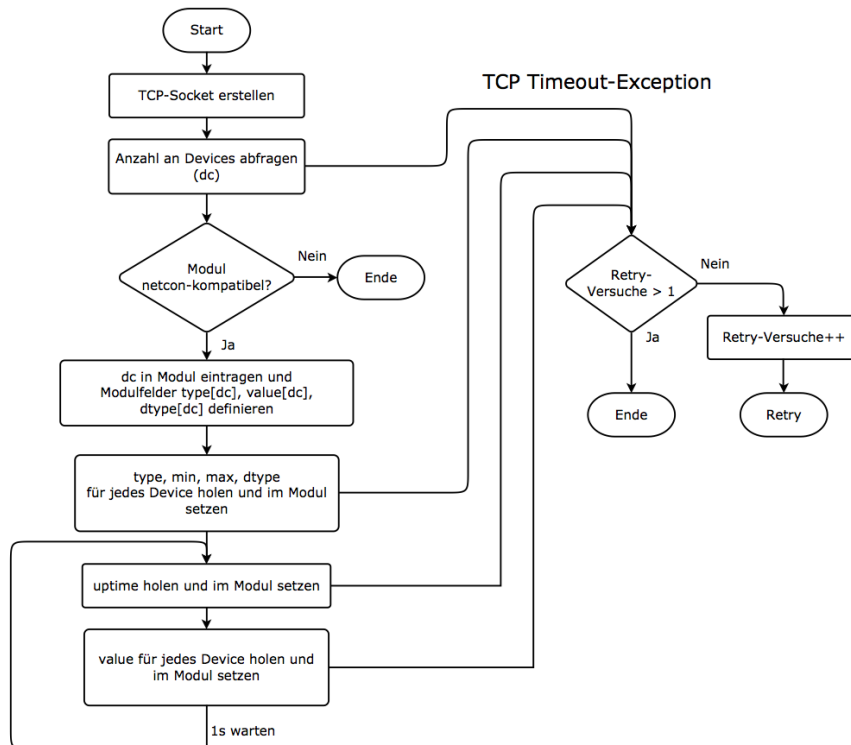 Start
TCP-Socket erstellen
TCP Timeout-Exception
Anzahl an Devices abfragen
(dc)
Modul
netcon-kompatibel?
Nein
Ende
Ja
dc in Modul eintragen und
Modulfelder type[dc], value[dc],
dtype[dc] definieren
type, min, max, dtype
für jedes Device holen und im Modul
setzen
uptime holen und im Modul setzen
value für jedes Device holen und
im Modul setzen
1s warten
Retry-
Versuche > 1
Nein
Ja
Retry-Versuche++
Ende
Retry